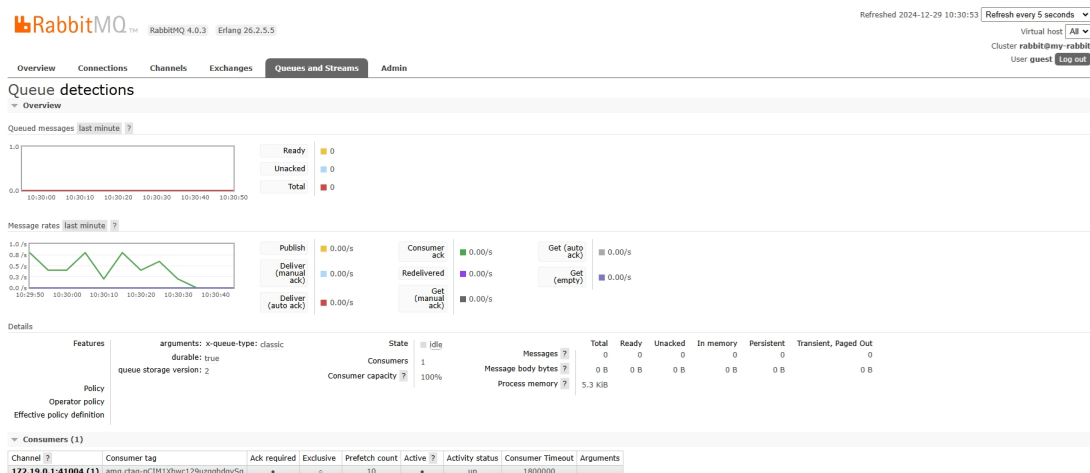 Refreshed 2024-12-29 10:30:53 Refresh every 5 seconds
RabbitMQ TM RabbitMQ 4.0.3 Erlang 26.2.5.5
Virtual host All
Cluster rabbit@my-rabbit
User guest Log out
Overview Connections Channels Exchanges Queues and Streams Admin
Queue detections
Overview
Queued messages last minute ?
1.0
0.0
10:30:00 10:30:10 10:30:20 10:30:30 10:30:40 10:30:50
Ready 0
Unacked 0
Total 0
Message rates last minute ?
1.0 /s
0.8 /s
0.5 /s
0.3 /s
0.0 /s
10:29:50 10:30:00 10:30:10 10:30:20 10:30:30 10:30:40
Publish 0.00/s
Deliver (manual ack) 0.00/s
Deliver (auto ack) 0.00/s
Consumer ack 0.00/s
Redelivered 0.00/s
Get (manual ack) 0.00/s
Get (auto ack) 0.00/s
Get (empty) 0.00/s
Details
Features arguments: x-queue-type: classic
durable: true
queue storage version: 2
Policy
Operator policy
Effective policy definition
State idle
Consumers 1
Consumer capacity ? 100%
Total Ready Unacked In memory Persistent Transient, Paged Out
Messages ? 0 0 0 0 0 0
Message body bytes ? 0 B 0 B 0 B 0 B 0 B 0 B
Process memory ? 5.3 KiB
Consumers (1)
Channel ? Consumer tag Ack required Exclusive Prefetch count Active ? Activity status Consumer Timeout Arguments
172.19.0.1:41004 (1) ● ○ 10 ● up 1800000